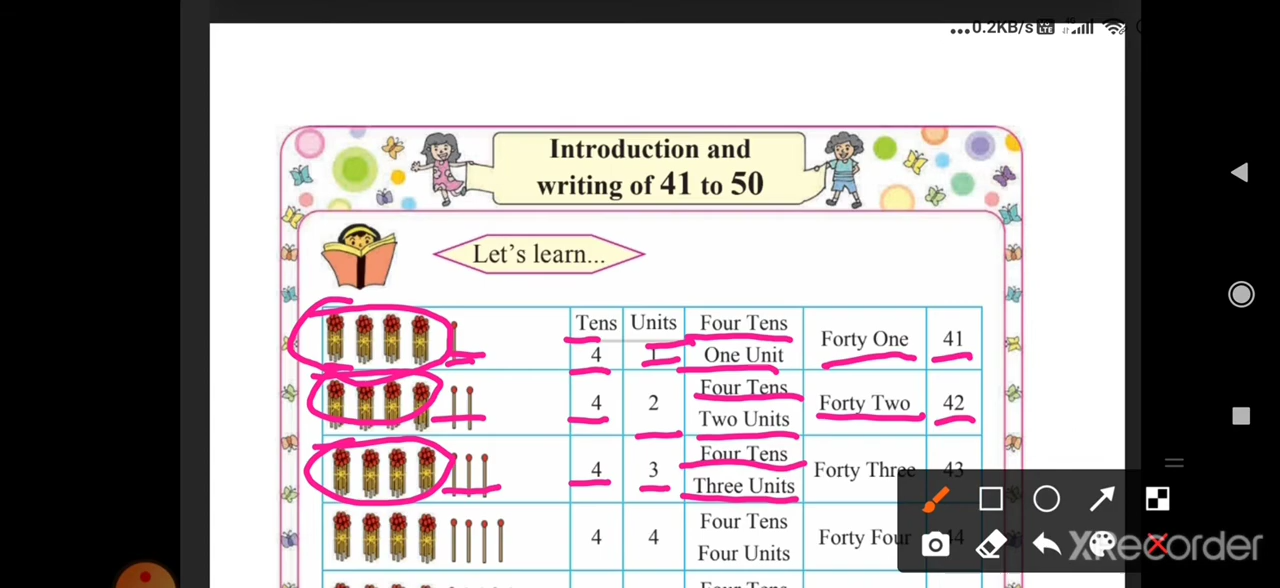 ...0.2KB/s
Introduction and
writing of 41 to 50
Let's learn...
Tens Units Four Tens
4 1 One Unit Forty One 41
Four Tens
4 2 Two Units Forty Two 42
Four Tens
4 3 Three Units Forty Three 43
Four Tens
4 4 Four Units Forty Four 44
XRecorder